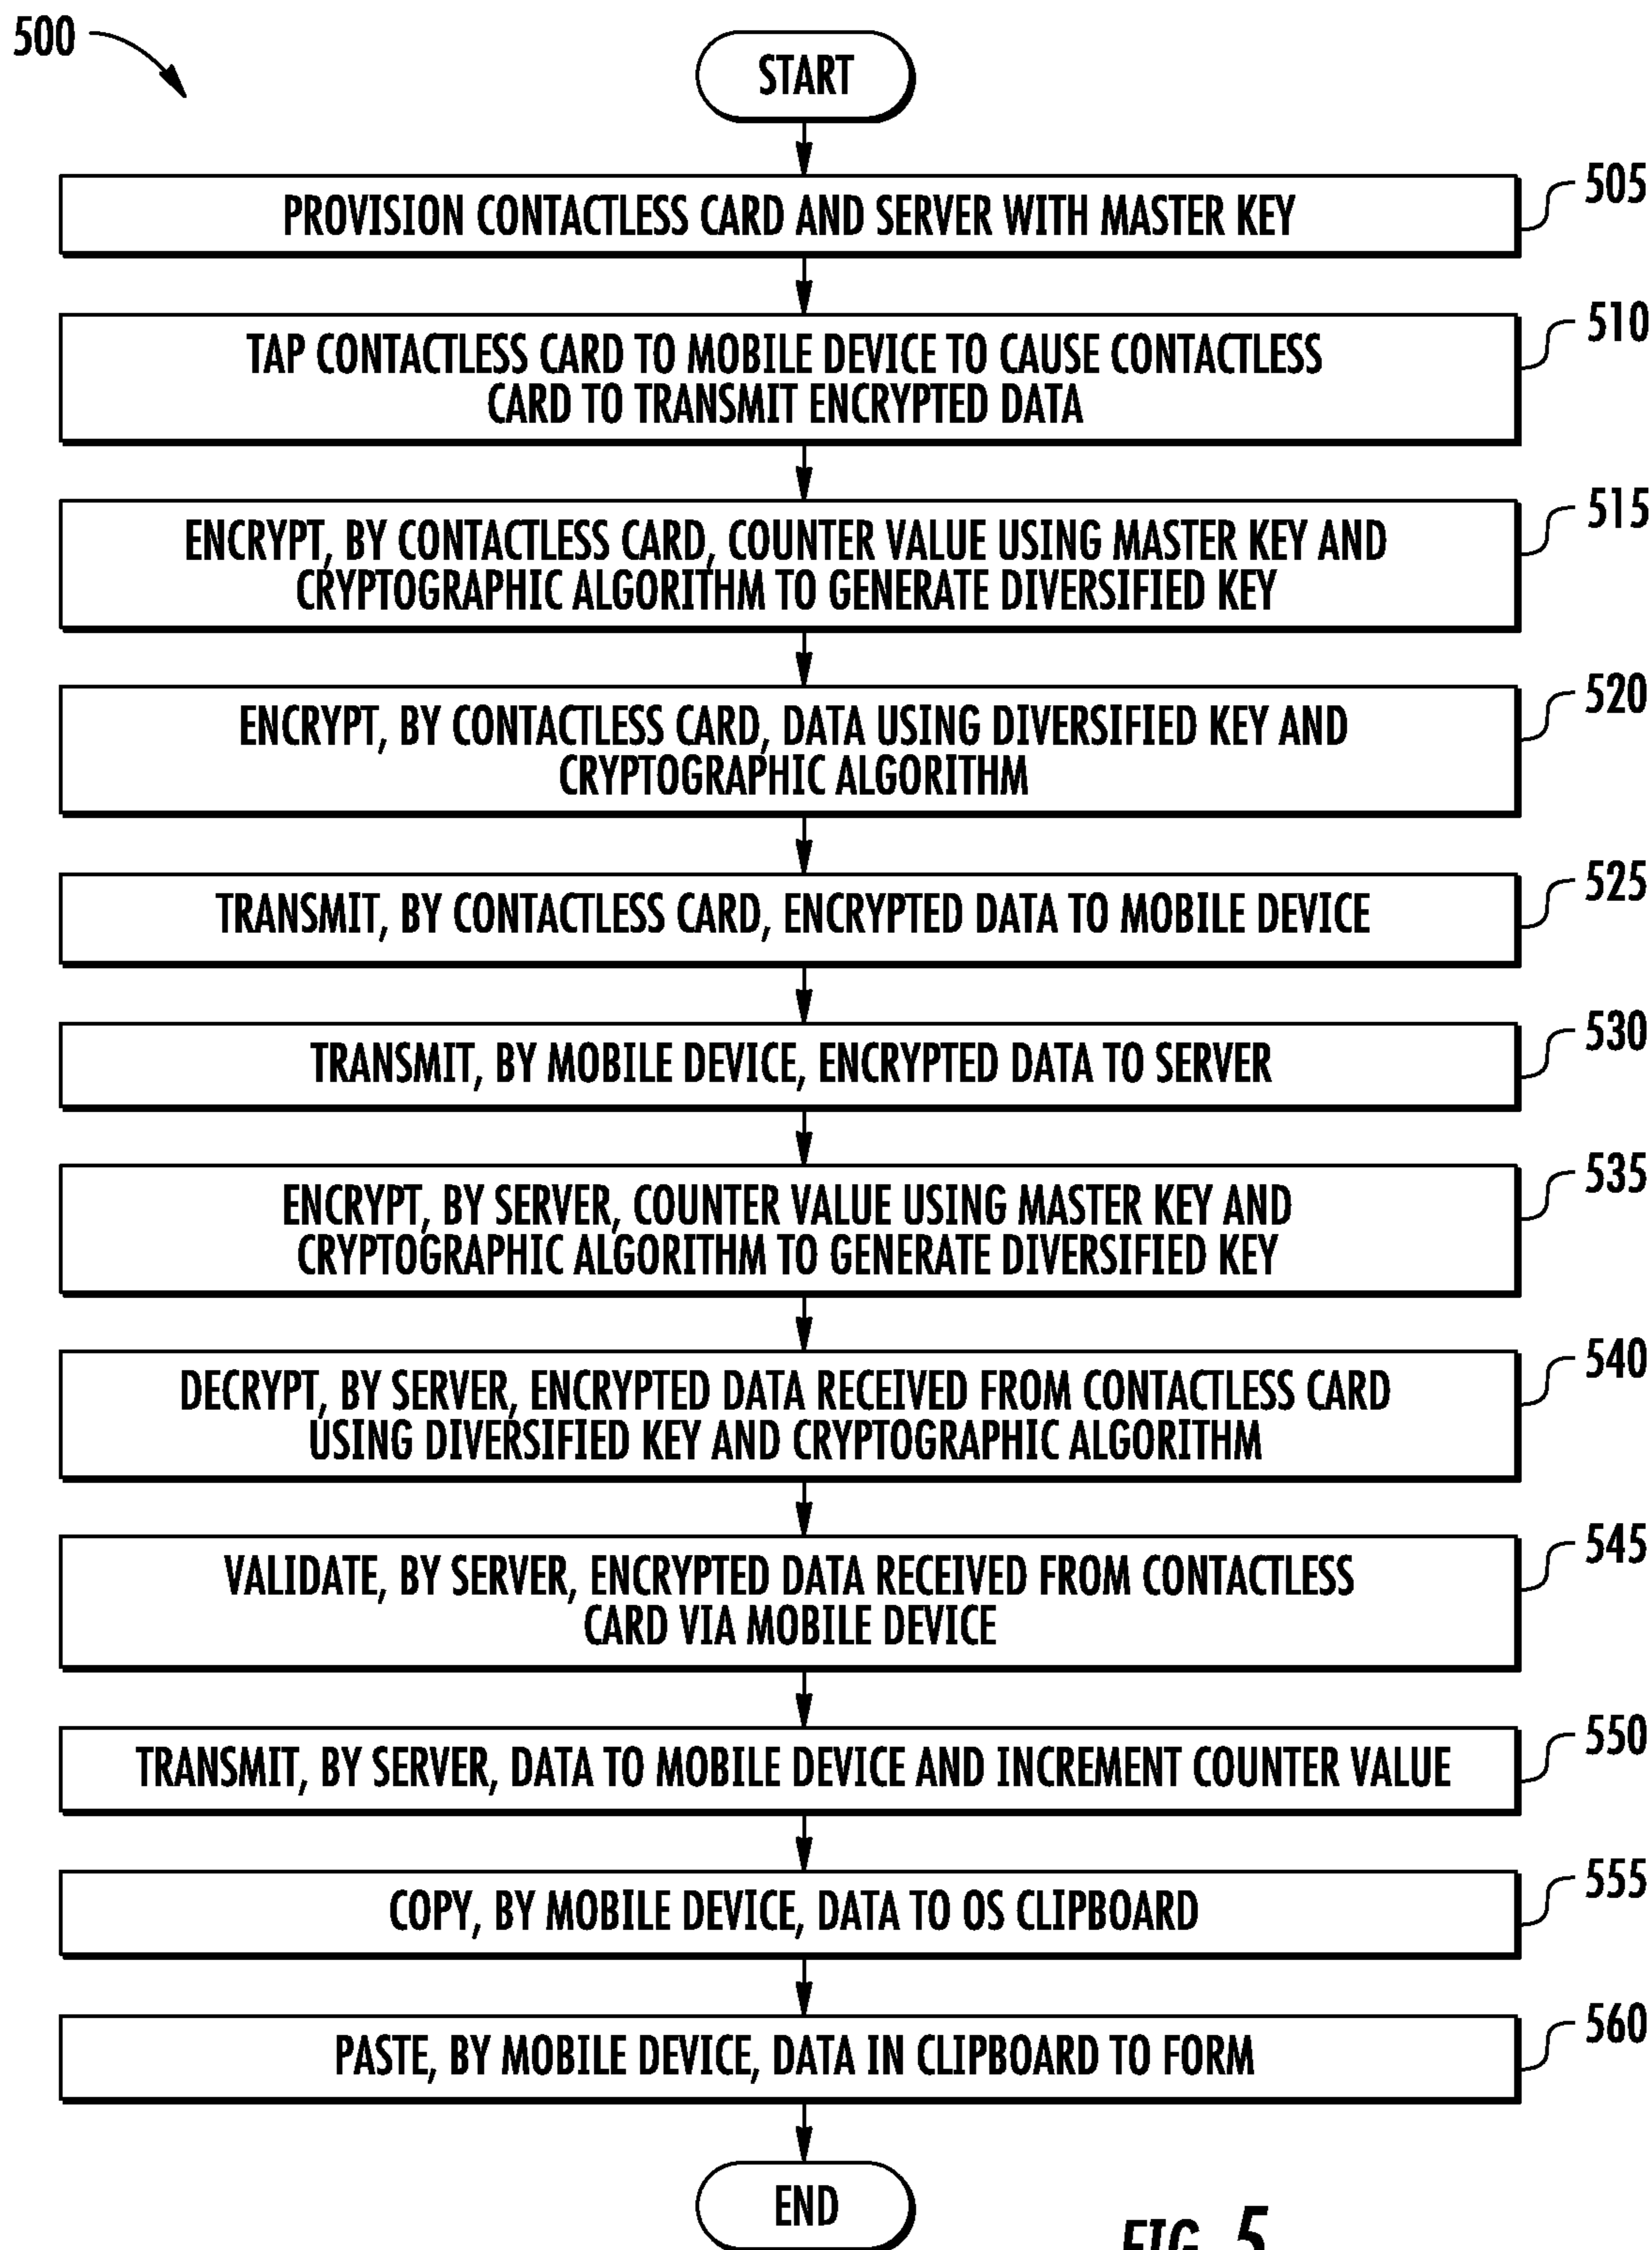 500
START
PROVISION CONTACTLESS CARD AND SERVER WITH MASTER KEY
505
TAP CONTACTLESS CARD TO MOBILE DEVICE TO CAUSE CONTACTLESS
CARD TO TRANSMIT ENCRYPTED DATA
510
ENCRYPT, BY CONTACTLESS CARD, COUNTER VALUE USING MASTER KEY AND
CRYPTOGRAPHIC ALGORITHM TO GENERATE DIVERSIFIED KEY
515
ENCRYPT, BY CONTACTLESS CARD, DATA USING DIVERSIFIED KEY AND
CRYPTOGRAPHIC ALGORITHM
520
TRANSMIT, BY CONTACTLESS CARD, ENCRYPTED DATA TO MOBILE DEVICE
525
TRANSMIT, BY MOBILE DEVICE, ENCRYPTED DATA TO SERVER
530
ENCRYPT, BY SERVER, COUNTER VALUE USING MASTER KEY AND
CRYPTOGRAPHIC ALGORITHM TO GENERATE DIVERSIFIED KEY
535
DECRYPT, BY SERVER, ENCRYPTED DATA RECEIVED FROM CONTACTLESS CARD
USING DIVERSIFIED KEY AND CRYPTOGRAPHIC ALGORITHM
540
VALIDATE, BY SERVER, ENCRYPTED DATA RECEIVED FROM CONTACTLESS
CARD VIA MOBILE DEVICE
545
TRANSMIT, BY SERVER, DATA TO MOBILE DEVICE AND INCREMENT COUNTER VALUE
550
COPY, BY MOBILE DEVICE, DATA TO OS CLIPBOARD
555
PASTE, BY MOBILE DEVICE, DATA IN CLIPBOARD TO FORM
560
END
FIG. 5